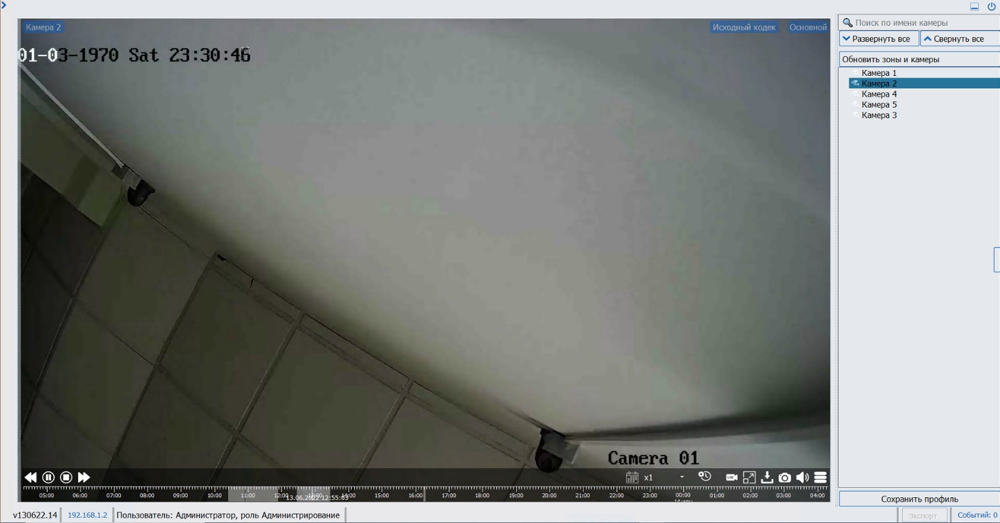 Камера 2
Исходный кодек
Основной
01-03-1970 Sat 23:30:46
Camera 01
x1
05:00 06:00 07:00 08:00 09:00 10:00 11:00 12:00 13:00 14:00 15:00 16:00 17:00 18:00 19:00 20:00 21:00 22:00 23:00 00:00 01:00 02:00 03:00 04:00
13.06.2022 12:55:03
Поиск по имени камеры
Развернуть все
Свернуть все
Обновить зоны и камеры
Камера 1
Камера 2
Камера 4
Камера 5
Камера 3
Сохранить профиль
v130622.14
192.168.1.2
Пользователь: Администратор, роль Администрирование
Экспорт
Событий: 0